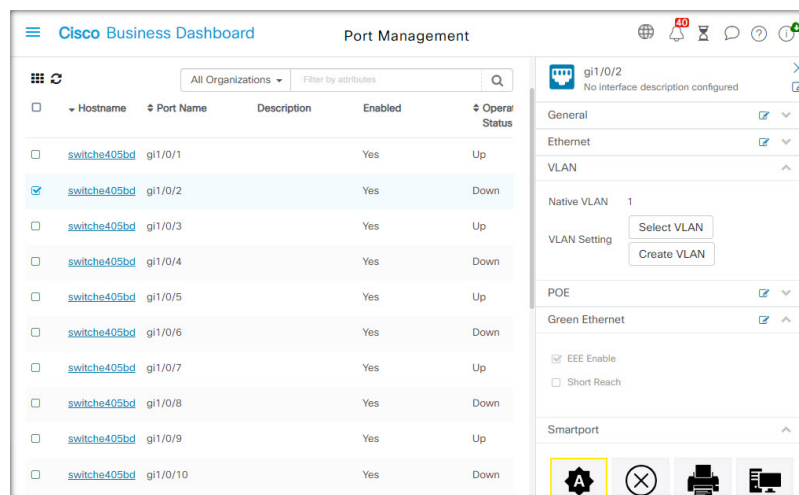 Cisco Business Dashboard
Port Management
40
All Organizations
Filter by attributes
Hostname Port Name Description Enabled
Operat
Status
switche405bd gi1/0/1 Yes Up
switche405bd gi1/0/2 Yes Down
switche405bd gi1/0/3 Yes Up
switche405bd gi1/0/4 Yes Down
switche405bd gi1/0/5 Yes Up
switche405bd gi1/0/6 Yes Down
switche405bd gi1/0/7 Yes Up
switche405bd gi1/0/8 Yes Down
switche405bd gi1/0/9 Yes Up
switche405bd gi1/0/10 Yes Down
gi1/0/2
No interface description configured
General
Ethernet
VLAN
Native VLAN 1
VLAN Setting
Select VLAN
Create VLAN
POE
Green Ethernet
EEE Enable
Short Reach
Smartport
A